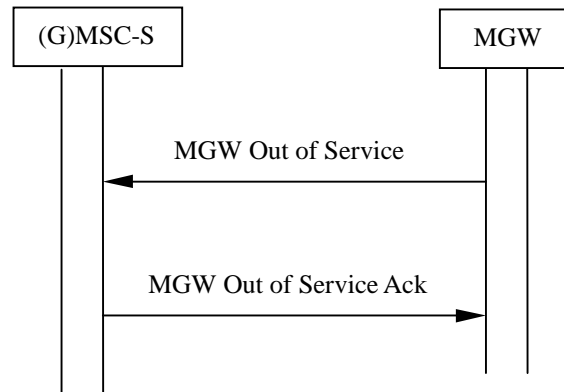 (G)MSC-S
MGW
MGW Out of Service
MGW Out of Service Ack